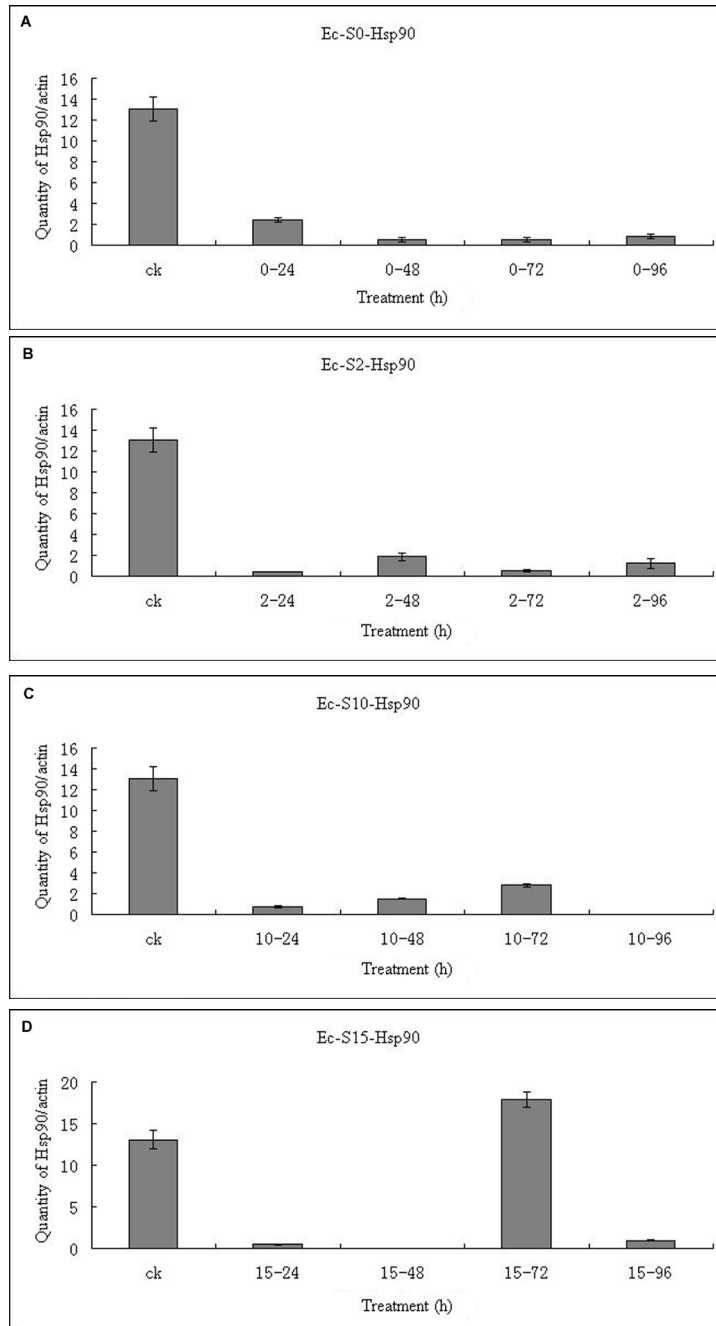 A
Ec-S0-Hsp90
Quantity of Hsp90/actin
16
14
12
10
8
6
4
2
0
ck 0-24 0-48 0-72 0-96
Treatment (h)
B
Ec-S2-Hsp90
Quantity of Hsp90/actin
16
14
12
10
8
6
4
2
0
ck 2-24 2-48 2-72 2-96
Treatment (h)
C
Ec-S10-Hsp90
Quantity of Hsp90/actin
16
14
12
10
8
6
4
2
0
ck 10-24 10-48 10-72 10-96
Treatment (h)
D
Ec-S15-Hsp90
Quantity of Hsp90/actin
20
15
10
5
0
ck 15-24 15-48 15-72 15-96
Treatment (h)